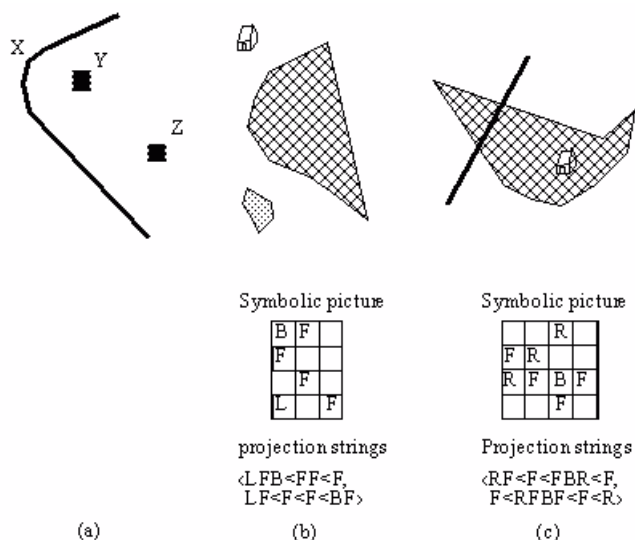 X
Y
Z
Symbolic picture
B F
F
F
L F
projection strings
<LFB<FF<F,
LF<F<F<BF>
Symbolic picture
R
F R
R F B F
F
Projection strings
<RF<F<FBR<F,
F<RFBF<F<R>
(a)
(b)
(c)